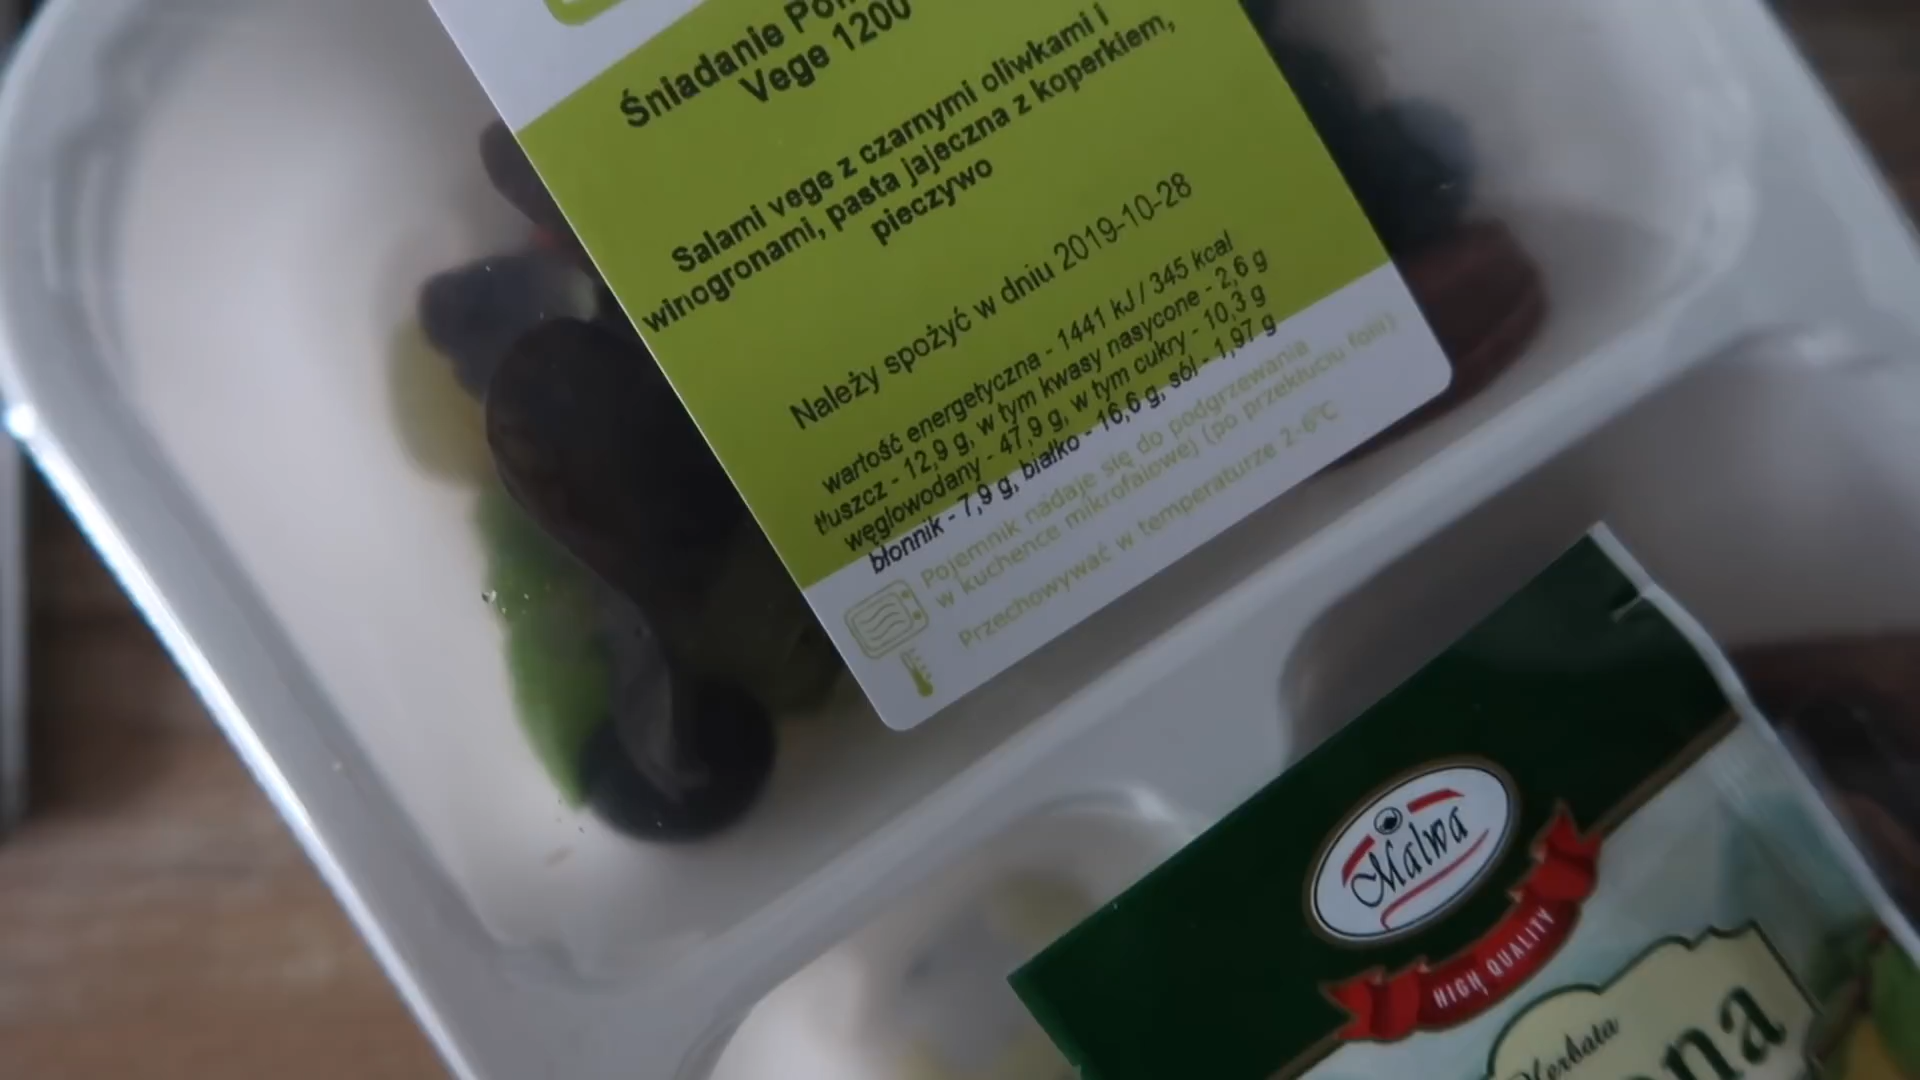 Śniadanie
Vege 1200
Salami vege z czarnymi oliwkami i
winogronami, pasta jajeczna z koperkiem,
pieczywo
Należy spożyć w dniu 2019-10-28
wartość energetyczna - 1441 kJ / 345 kcal
tłuszcz - 12,9 g, w tym kwasy nasycone - 2,6 g
węglowodany - 47,9 g, w tym cukry - 10,3 g
błonnik - 7,9 g, białko - 16,6 g, sól - 1,97 g
Pojemnik nadaje się do podgrzewania
w kuchence mikrofalowej (po przekłuciu folii)
Przechowywać w temperaturze 2-6°C
Malwa
HIGH QUALITY
Herbata